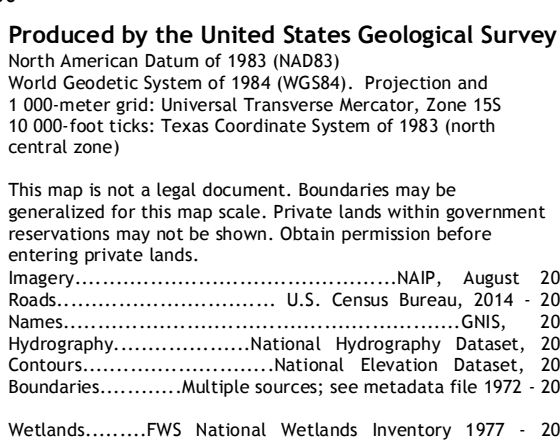 Produced by the United States Geological Survey
North American Datum of 1983 (NAD83)
World Geodetic System of 1984 (WGS84). Projection and
1 000-meter grid: Universal Transverse Mercator, Zone 15S
10 000-foot ticks: Texas Coordinate System of 1983 (north
central zone)
This map is not a legal document. Boundaries may be
generalized for this map scale. Private lands within government
reservations may not be shown. Obtain permission before
entering private lands.
Imagery..............................................NAIP, August 20
Roads............................... U.S. Census Bureau, 2014 - 20
Names.........................................................GNIS, 20
Hydrography....................National Hydrography Dataset, 20
Contours............................National Elevation Dataset, 20
Boundaries............Multiple sources; see metadata file 1972 - 20
Wetlands.........FWS National Wetlands Inventory 1977 - 20